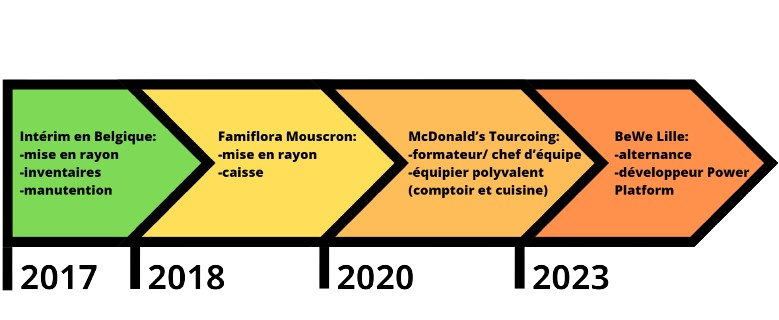 Intérim en Belgique:
-mise en rayon
-inventaires
-manutention
Famiflora Mouscron:
-mise en rayon
-caisse
McDonald’s Tourcoing:
-formateur/ chef d’équipe
-équipier polyvalent
(comptoir et cuisine)
BeWe Lille:
-alternance
-développeur Power
Platform
2017
2018
2020
2023